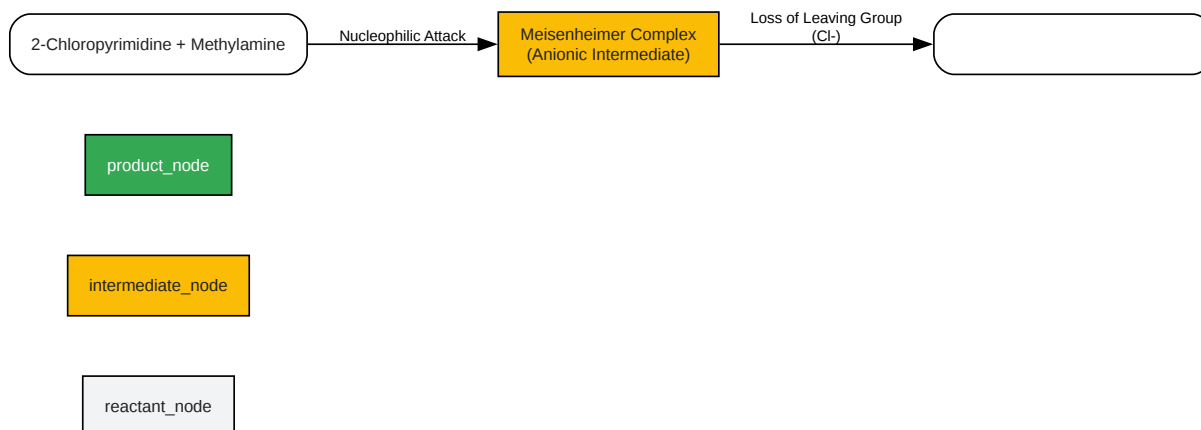 2-Chloropyrimidine + Methylamine
Nucleophilic Attack
Meisenheimer Complex
(Anionic Intermediate)
Loss of Leaving Group
(Cl-)
product_node
intermediate_node
reactant_node